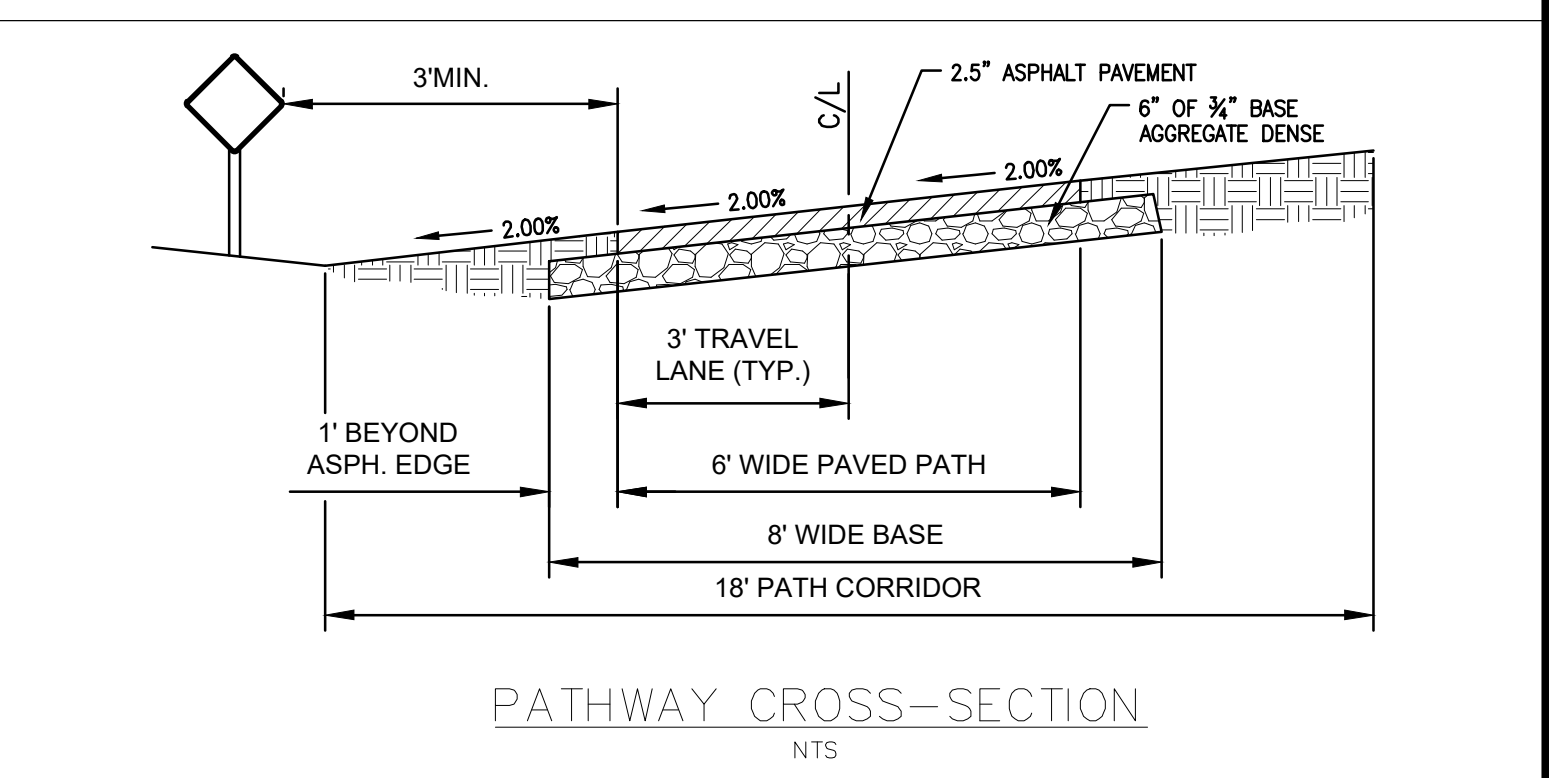 3'MIN.
C/L
2.5" ASPHALT PAVEMENT
6" OF ¾" BASE
AGGREGATE DENSE
2.00%
2.00%
2.00%
3' TRAVEL
LANE (TYP.)
1' BEYOND
ASPH. EDGE
6' WIDE PAVED PATH
8' WIDE BASE
18' PATH CORRIDOR
PATHWAY CROSS-SECTION
NTS